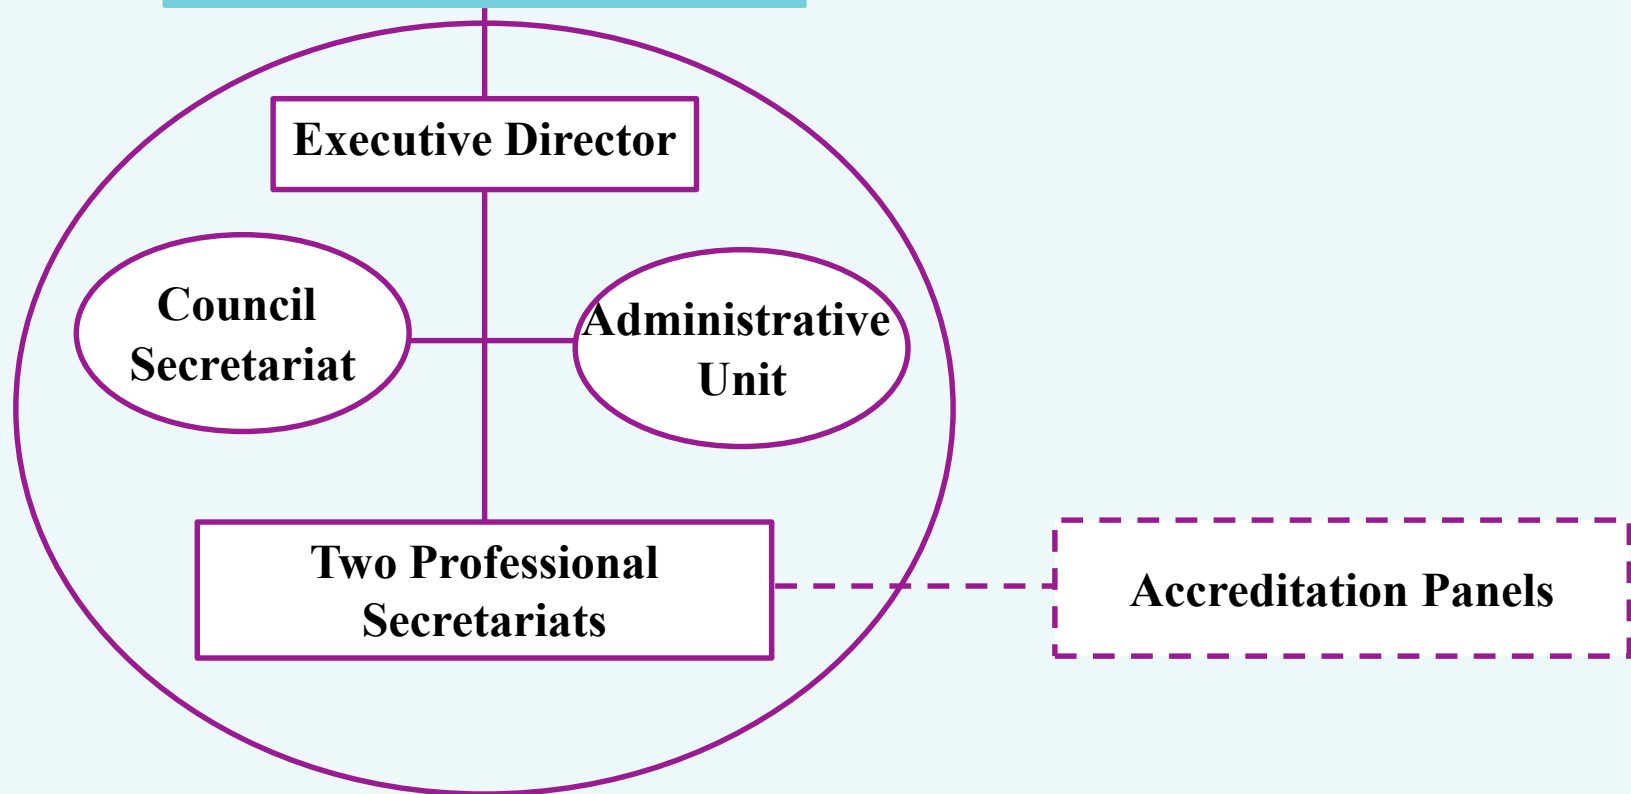 Executive Director
Council
Secretariat
Administrative
Unit
Two Professional
Secretariats
Accreditation Panels